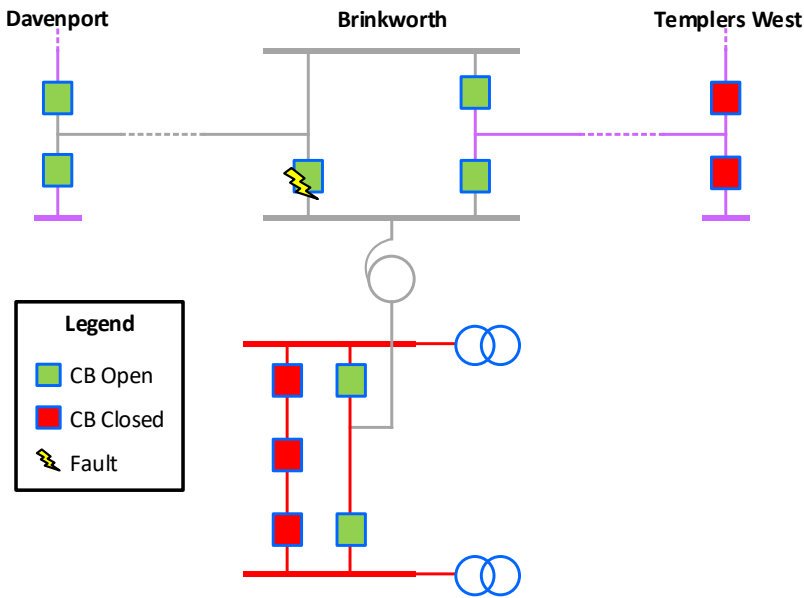 Davenport
Brinkworth
Templers West
Legend
CB Open
CB Closed
Fault